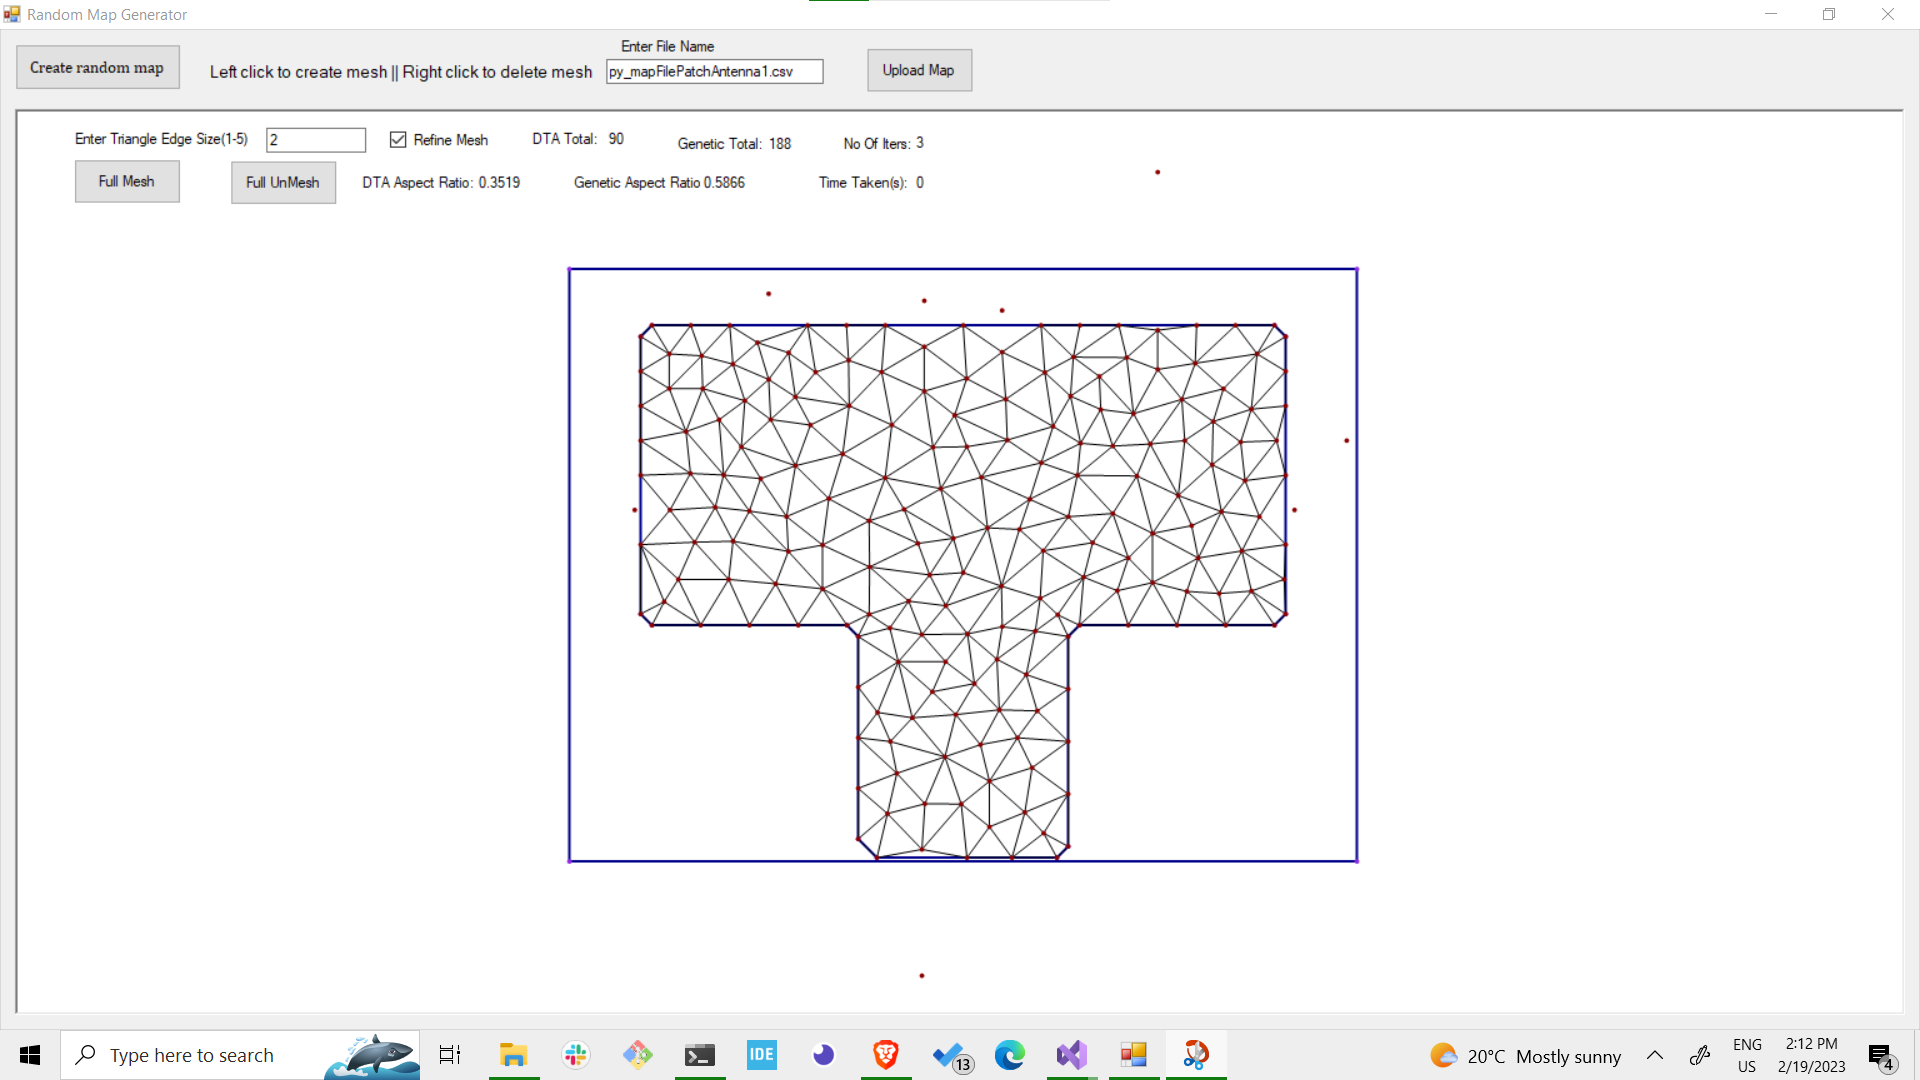 Random Map Generator
Create random map
Left click to create mesh || Right click to delete mesh
Enter File Name
py_mapFilePatchAntenna1.csv
Upload Map
Enter Triangle Edge Size(1-5)
2
Refine Mesh
DTA Total: 90
Genetic Total: 188
No Of Iters: 3
Full Mesh
Full UnMesh
DTA Aspect Ratio: 0.3519
Genetic Aspect Ratio 0.5866
Time Taken(s): 0
Type here to search
IDE
13
20°C Mostly sunny
ENG
US
2:12 PM
2/19/2023
4